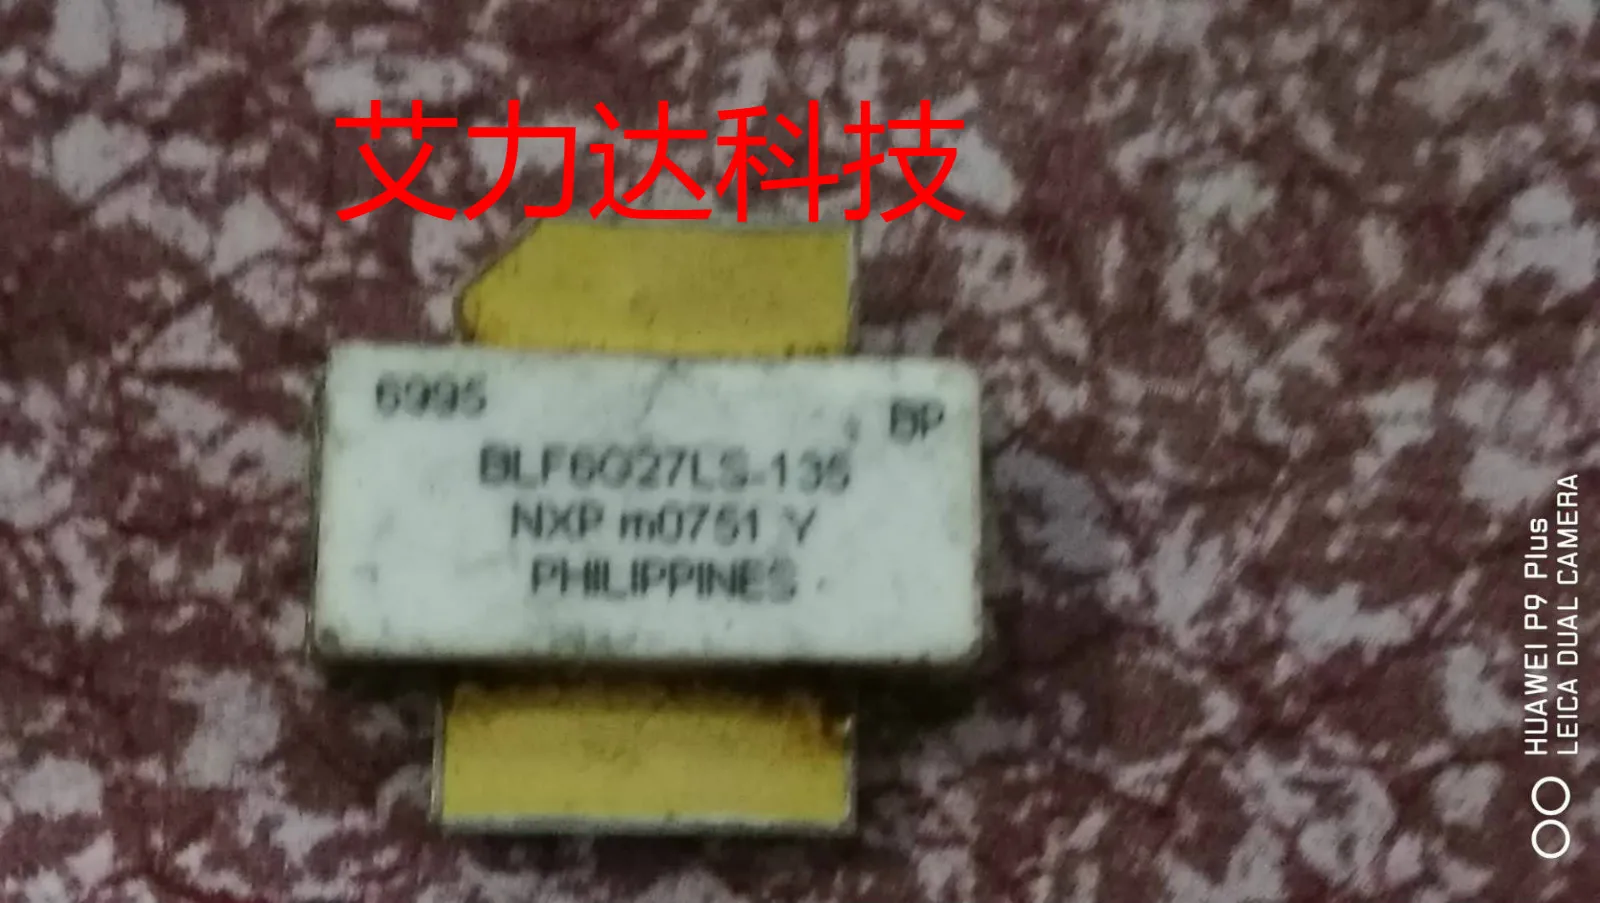 艾力达科技
6995
BP
BLF6G27LS-135
NXP m0751 Y
PHILIPPINES
HUAWEI P9 Plus
LEICA DUAL CAMERA